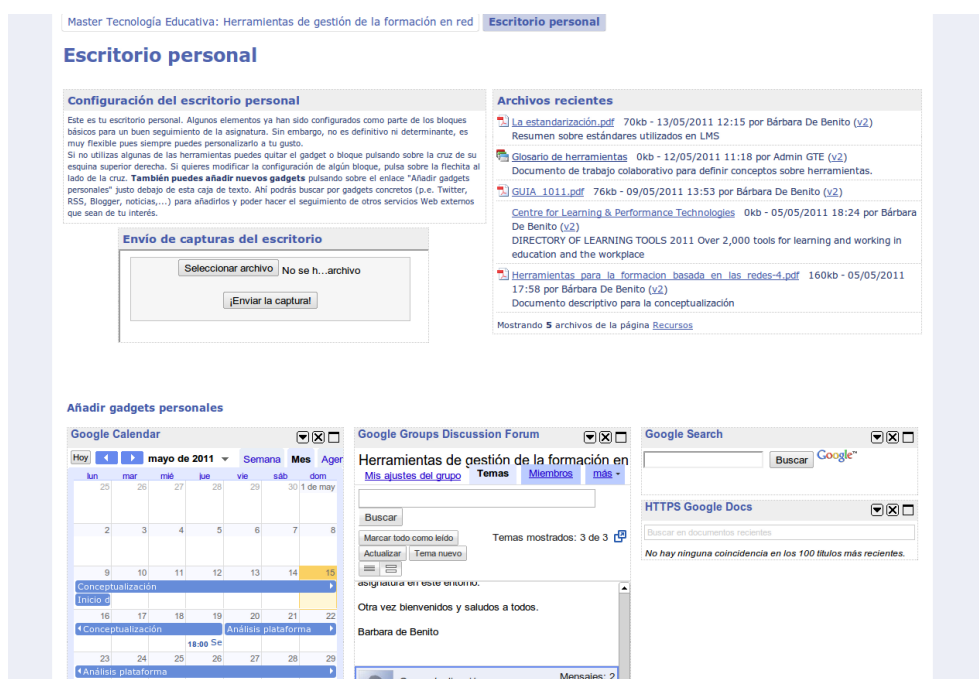 Master Tecnología Educativa: Herramientas de gestión de la formación en red
Escritorio personal
Escritorio personal
Configuración del escritorio personal
Este es tu escritorio personal. Algunos elementos ya han sido configurados como parte de los bloques
básicos para un buen seguimiento de la asignatura. Sin embargo, no es definitivo ni determinante, es
muy flexible pues siempre puedes personalizarlo a tu gusto.
Si no utilizas algunas de las herramientas puedes quitar el gadget o bloque pulsando sobre la cruz de su
esquina superior derecha. Si quieres modificar la configuración de algún bloque, pulsa sobre la flechita al
lado de la cruz. También puedes añadir nuevos gadgets pulsando sobre el enlace "Añadir gadgets
personales" justo debajo de esta caja de texto. Ahí podrás buscar por gadgets concretos (p.e. Twitter,
RSS, Blogger, noticias,...) para añadirlos y poder hacer el seguimiento de otros servicios Web externos
que sean de tu interés.
Envío de capturas del escritorio
Seleccionar archivo No se h...archivo
¡Enviar la captura!
Archivos recientes
La estandarización.pdf 70kb - 13/05/2011 12:15 por Bárbara De Benito (v2)
Resumen sobre estándares utilizados en LMS
Glosario de herramientas 0kb - 12/05/2011 11:18 por Admin GTE (v2)
Documento de trabajo colaborativo para definir conceptos sobre herramientas.
GUIA_1011.pdf 76kb - 09/05/2011 13:53 por Bárbara De Benito (v2)
Centre for Learning & Performance Technologies 0kb - 05/05/2011 18:24 por Bárbara
De Benito (v2)
DIRECTORY OF LEARNING TOOLS 2011 Over 2,000 tools for learning and working in
education and the workplace
Herramientas_para_la_formacion_basada_en_las_redes-4.pdf 160kb - 05/05/2011
17:58 por Bárbara De Benito (v2)
Documento descriptivo para la conceptualización
Mostrando 5 archivos de la página Recursos
Añadir gadgets personales
Google Calendar
Hoy mayo de 2011 Semana Mes Ager
lun mar mié jue vie sáb dom
25 26 27 28 29 30 1 de may
2 3 4 5 6 7 8
9 10 11 12 13 14 15
Conceptualización
Inicio d
16 17 18 19 20 21 22
Conceptualización Análisis plataforma
18:00 Se
23 24 25 26 27 28 29
Análisis plataforma
Google Groups Discussion Forum
Herramientas de gestión de la formación en
Mis ajustes del grupo Temas Miembros más
Buscar
Marcar todo como leído Temas mostrados: 3 de 3
Actualizar Tema nuevo
asignatura en este entorno.
Otra vez bienvenidos y saludos a todos.
Barbara de Benito
Mensajes: 2
Google Search
Buscar Google™
HTTPS Google Docs
Buscar en documentos recientes
No hay ninguna coincidencia en los 100 títulos más recientes.